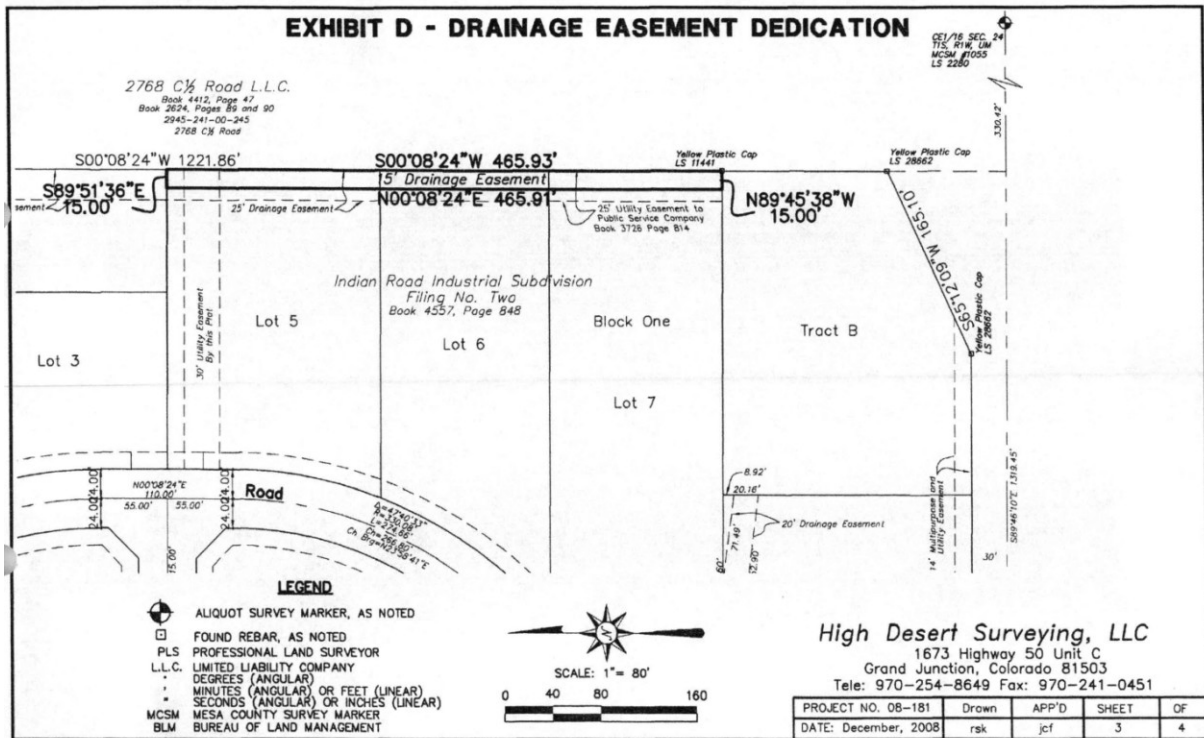 EXHIBIT D - DRAINAGE EASEMENT DEDICATION
CE1/16 SEC. 24
T1S, R1W, UM
MCSM #1055
LS 2280
330.42'
2768 C½ Road L.L.C.
Book 4412, Page 47
Book 2624, Pages 89 and 90
2945-241-00-245
2768 C½ Road
S00°08'24"W 1221.86'
S00°08'24"W 465.93'
Yellow Plastic Cap
LS 11441
Yellow Plastic Cap
LS 28662
S89°51'36"E
15.00'
5' Drainage Easement
N00°08'24"E 465.91'
N89°45'38"W
15.00'
sement
25' Drainage Easement
25' Utility Easement to
Public Service Company
Book 3726 Page 814
S65°12'09"W 165.10'
Yellow Plastic Cap
LS 28662
Indian Road Industrial Subdivision
Filing No. Two
Book 4557, Page 848
30' Utility Easement
By this Plat
Lot 3
Lot 5
Lot 6
Block One
Lot 7
Tract B
N00°08'24"E
110.00'
55.00'
55.00'
24.00'
24.00'
24.00'
24.00'
15.00'
Road
Ch Brg=N23°58'41"E
8.92'
20.16'
71.49'
20' Drainage Easement
14' Multipurpose and
Utility Easement
S89°46'10"E 1319.45'
30'
LEGEND
ALIQUOT SURVEY MARKER, AS NOTED
FOUND REBAR, AS NOTED
PLS PROFESSIONAL LAND SURVEYOR
L.L.C. LIMITED LIABILITY COMPANY
° DEGREES (ANGULAR)
' MINUTES (ANGULAR) OR FEET (LINEAR)
" SECONDS (ANGULAR) OR INCHES (LINEAR)
MCSM MESA COUNTY SURVEY MARKER
BLM BUREAU OF LAND MANAGEMENT
N
SCALE: 1"= 80'
0 40 80 160
High Desert Surveying, LLC
1673 Highway 50 Unit C
Grand Junction, Colorado 81503
Tele: 970-254-8649 Fax: 970-241-0451
PROJECT NO. 08-181 Drawn APP'D SHEET OF
DATE: December, 2008 rsk jcf 3 4